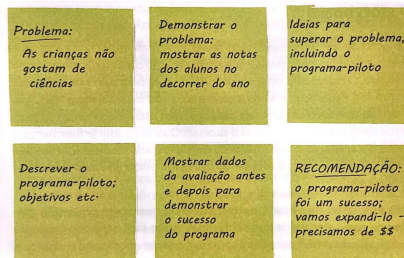 Problema:
As crianças não
gostam de
ciências
Demonstrar o
problema:
mostrar as notas
dos alunos no
decorrer do ano
Ideias para
superar o problema,
incluindo o
programa-piloto
Descrever o
programa-piloto;
objetivos etc.
Mostrar dados
da avaliação antes
e depois para
demonstrar
o sucesso
do programa
RECOMENDAÇÃO:
o programa-piloto
foi um sucesso;
vamos expandi-lo -
precisamos de $$